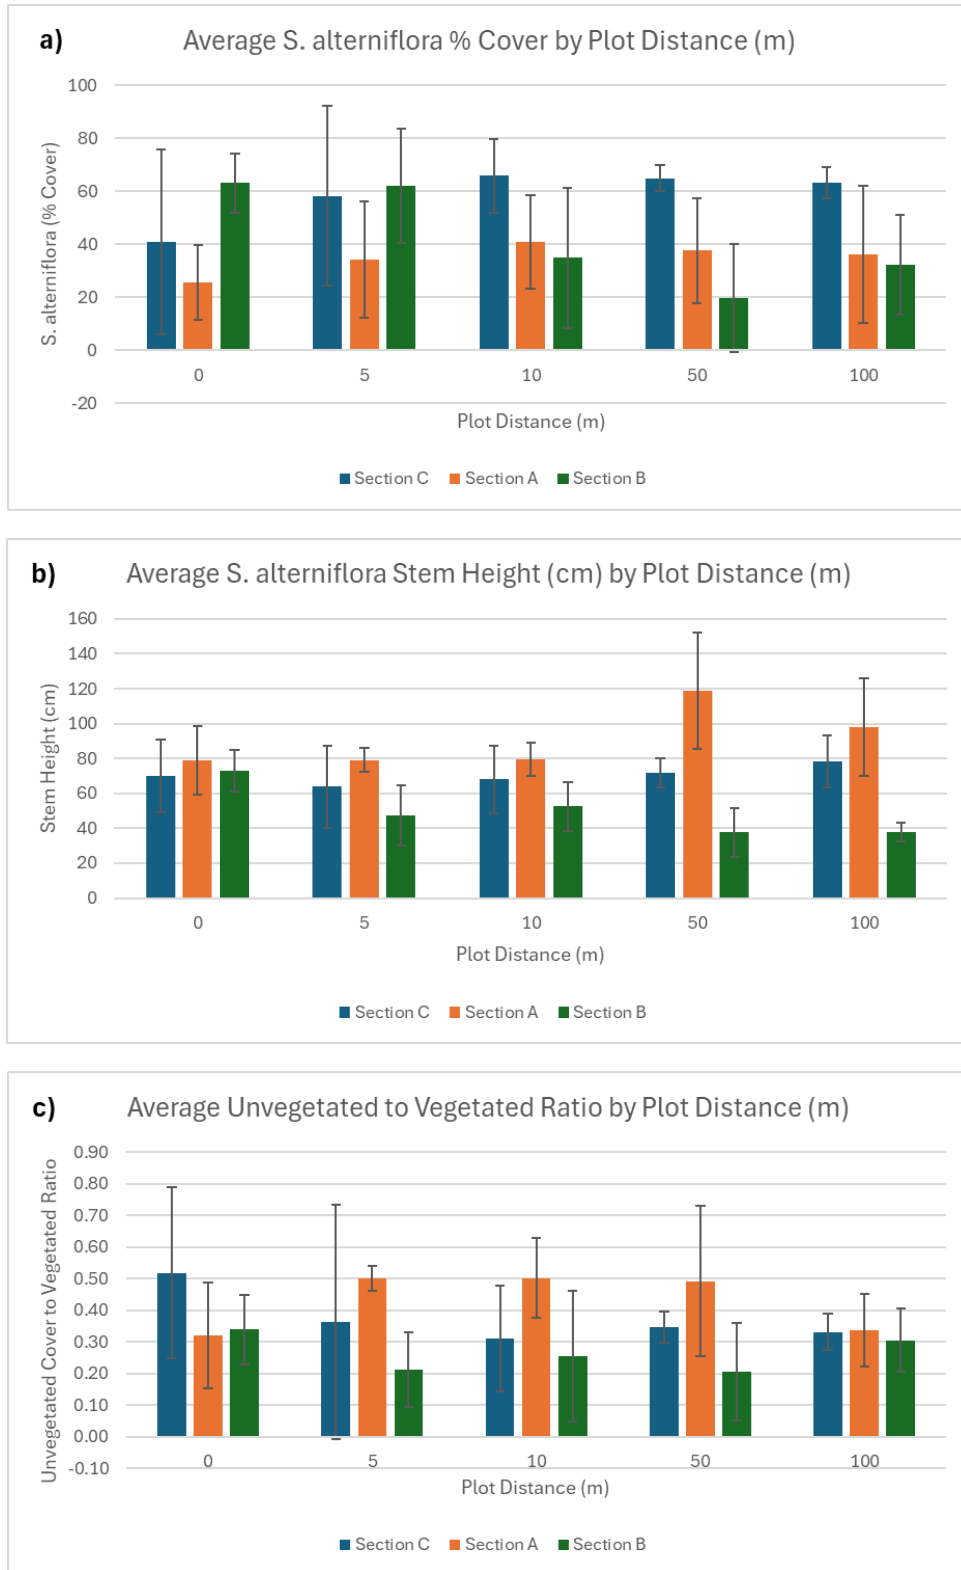 a) Average S. alterniflora % Cover by Plot Distance (m)
S. alterniflora (% Cover)
100
80
60
40
20
0
-20
0 5 10 50 100
Plot Distance (m)
Section C Section A Section B
b) Average S. alterniflora Stem Height (cm) by Plot Distance (m)
Stem Height (cm)
160
140
120
100
80
60
40
20
0
0 5 10 50 100
Plot Distance (m)
Section C Section A Section B
c) Average Unvegetated to Vegetated Ratio by Plot Distance (m)
Unvegetated Cover to Vegetated Ratio
0.90
0.80
0.70
0.60
0.50
0.40
0.30
0.20
0.10
0.00
-0.10
0 5 10 50 100
Plot Distance (m)
Section C Section A Section B